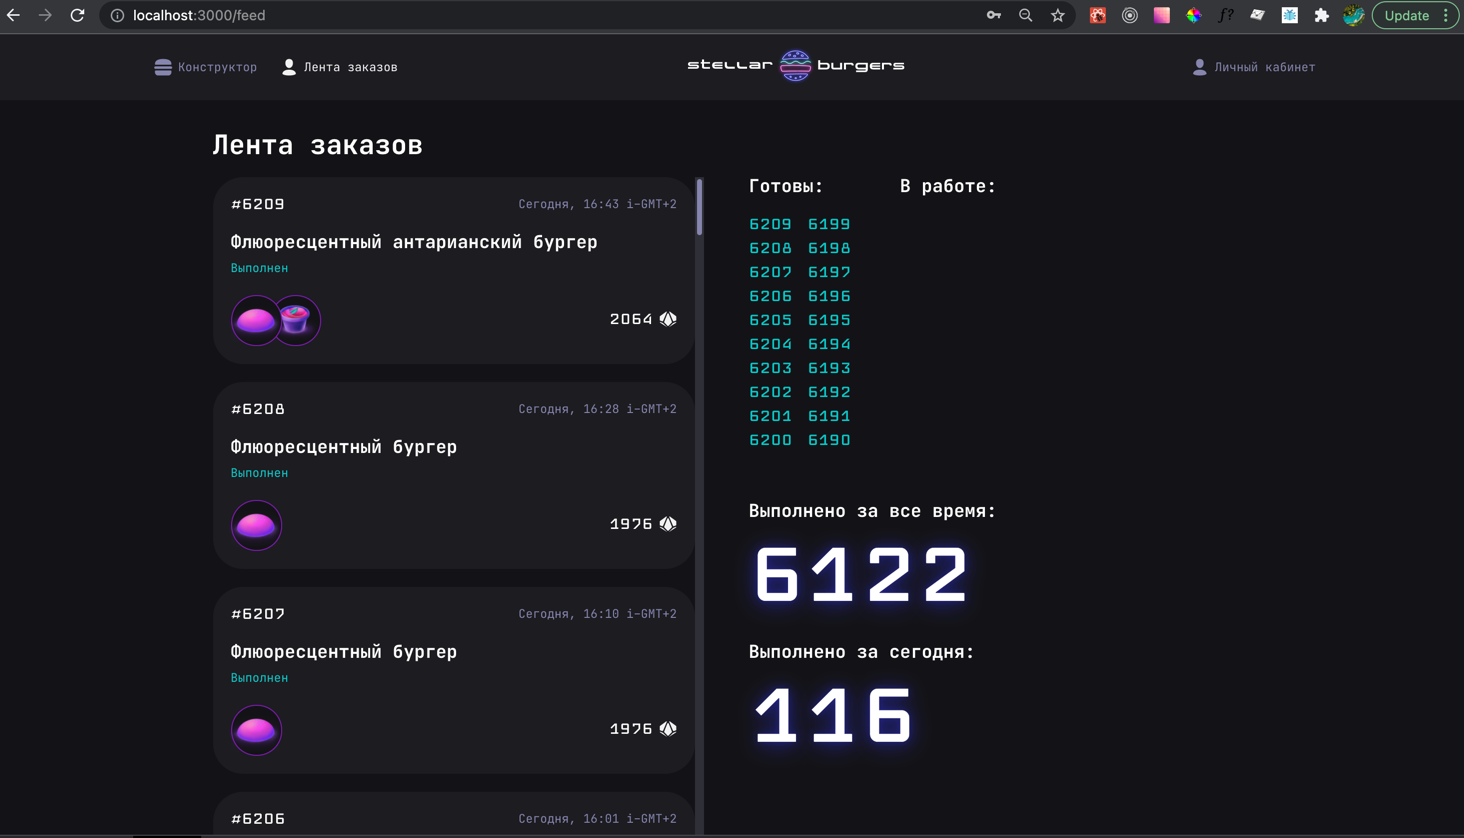 localhost:3000/feed
Update
Конструктор
Лента заказов
stellar burgers
Личный кабинет
Лента заказов
#6209
Сегодня, 16:43 i-GMT+2
Флюоресцентный антарианский бургер
Выполнен
2064
#6208
Сегодня, 16:28 i-GMT+2
Флюоресцентный бургер
Выполнен
1976
#6207
Сегодня, 16:10 i-GMT+2
Флюоресцентный бургер
Выполнен
1976
#6206
Сегодня, 16:01 i-GMT+2
Готовы:
В работе:
6209 6199
6208 6198
6207 6197
6206 6196
6205 6195
6204 6194
6203 6193
6202 6192
6201 6191
6200 6190
Выполнено за все время:
6122
Выполнено за сегодня:
116